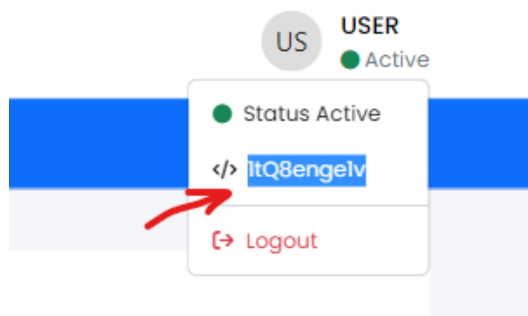 US
USER
Active
Status Active
</> 1tQ8enge1v
Logout